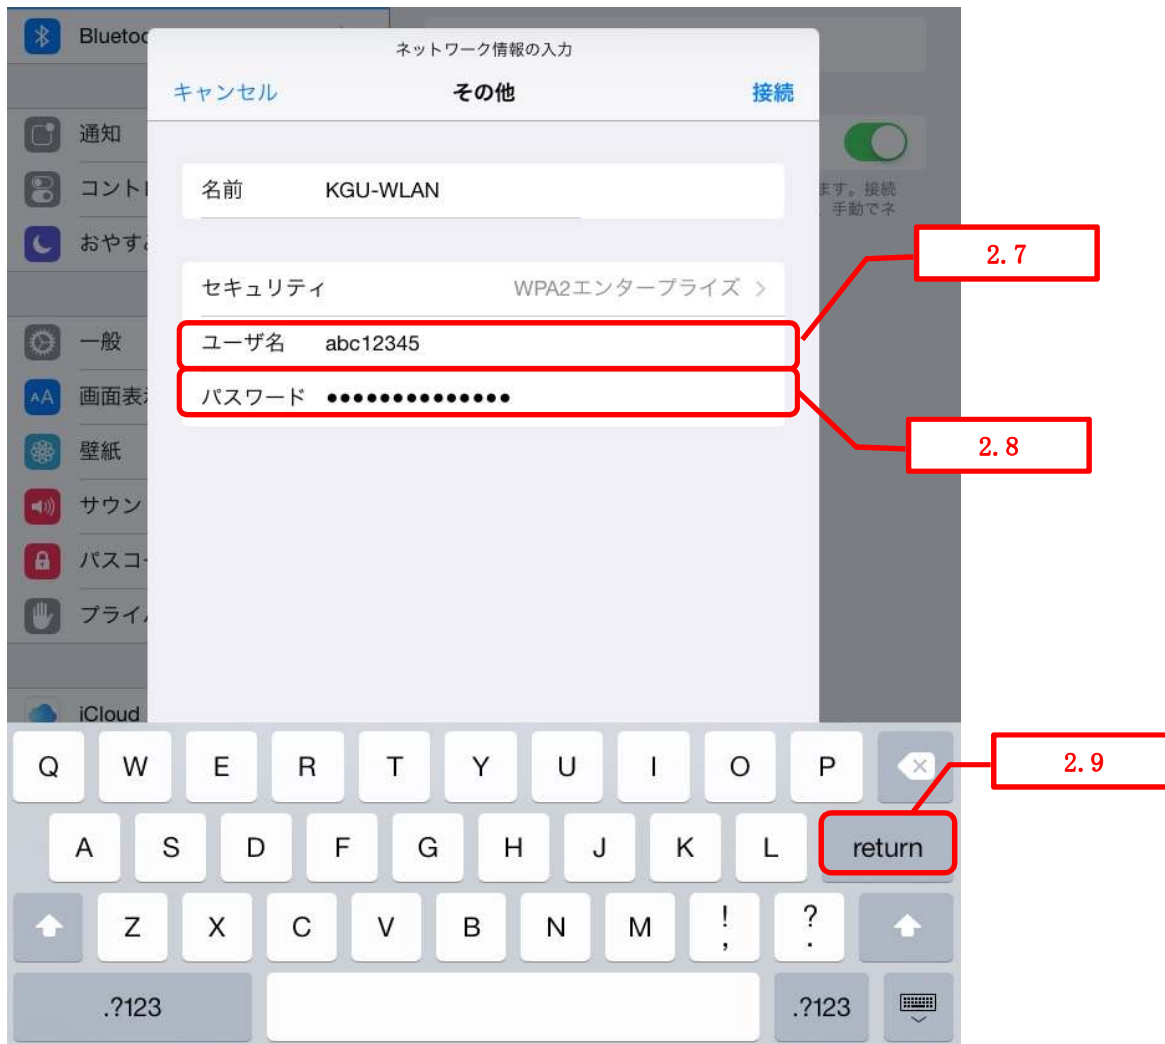 Bluetoo
ネットワーク情報の入力
キャンセル その他 接続
通知
名前 KGU-WLAN
コント
ます。接続
手動でネ
おやす
2.7
セキュリティ WPA2エンタープライズ >
一般
ユーザ名 abc12345
画面表
パスワード ●●●●●●●●●●●●●●
2.8
壁紙
サウン
パスコ
プライ
iCloud
Q W E R T Y U I O P
2.9
A S D F G H J K L return
Z X C V B N M ! , ? .
.?123 .?123